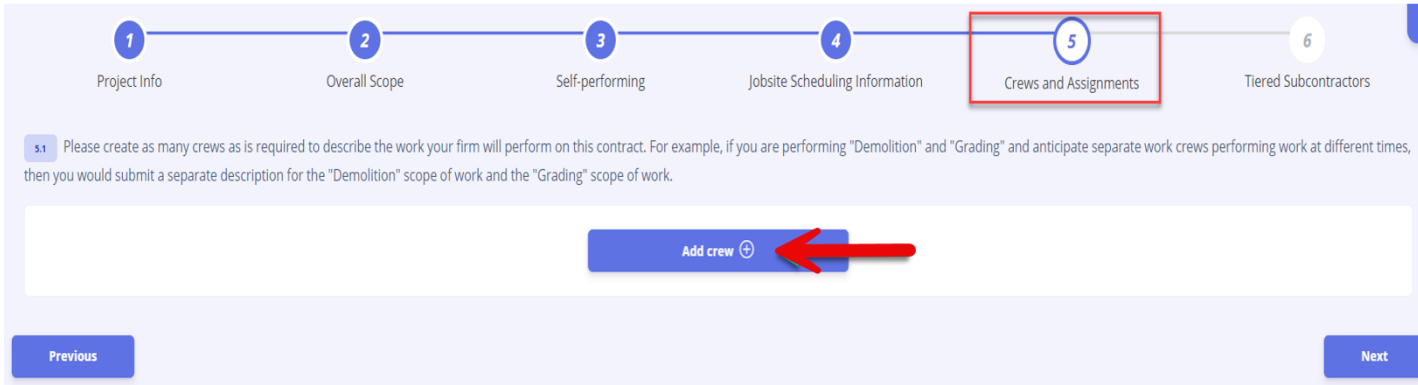 1 2 3 4 5 6
Project Info Overall Scope Self-performing Jobsite Scheduling Information Crews and Assignments Tiered Subcontractors
5.1 Please create as many crews as is required to describe the work your firm will perform on this contract. For example, if you are performing "Demolition" and "Grading" and anticipate separate work crews performing work at different times,
then you would submit a separate description for the "Demolition" scope of work and the "Grading" scope of work.
Add crew
Previous Next